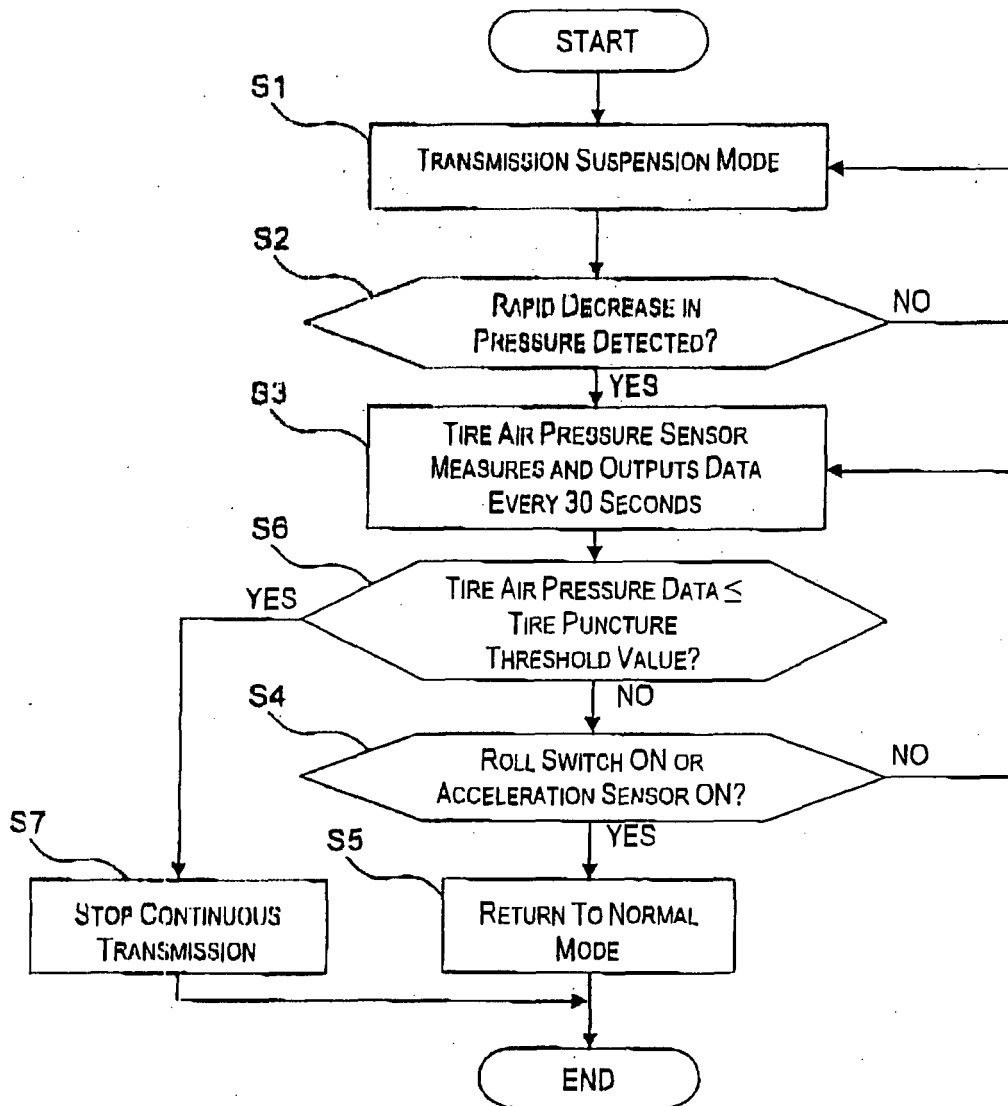 START
S1
TRANSMISSION SUSPENSION MODE
S2
RAPID DECREASE IN
PRESSURE DETECTED?
NO
YES
S3
TIRE AIR PRESSURE SENSOR
MEASURES AND OUTPUTS DATA
EVERY 30 SECONDS
S6
YES
TIRE AIR PRESSURE DATA ≤
TIRE PUNCTURE
THRESHOLD VALUE?
NO
S4
ROLL SWITCH ON OR
ACCELERATION SENSOR ON?
NO
YES
S7
STOP CONTINUOUS
TRANSMISSION
S5
RETURN TO NORMAL
MODE
END